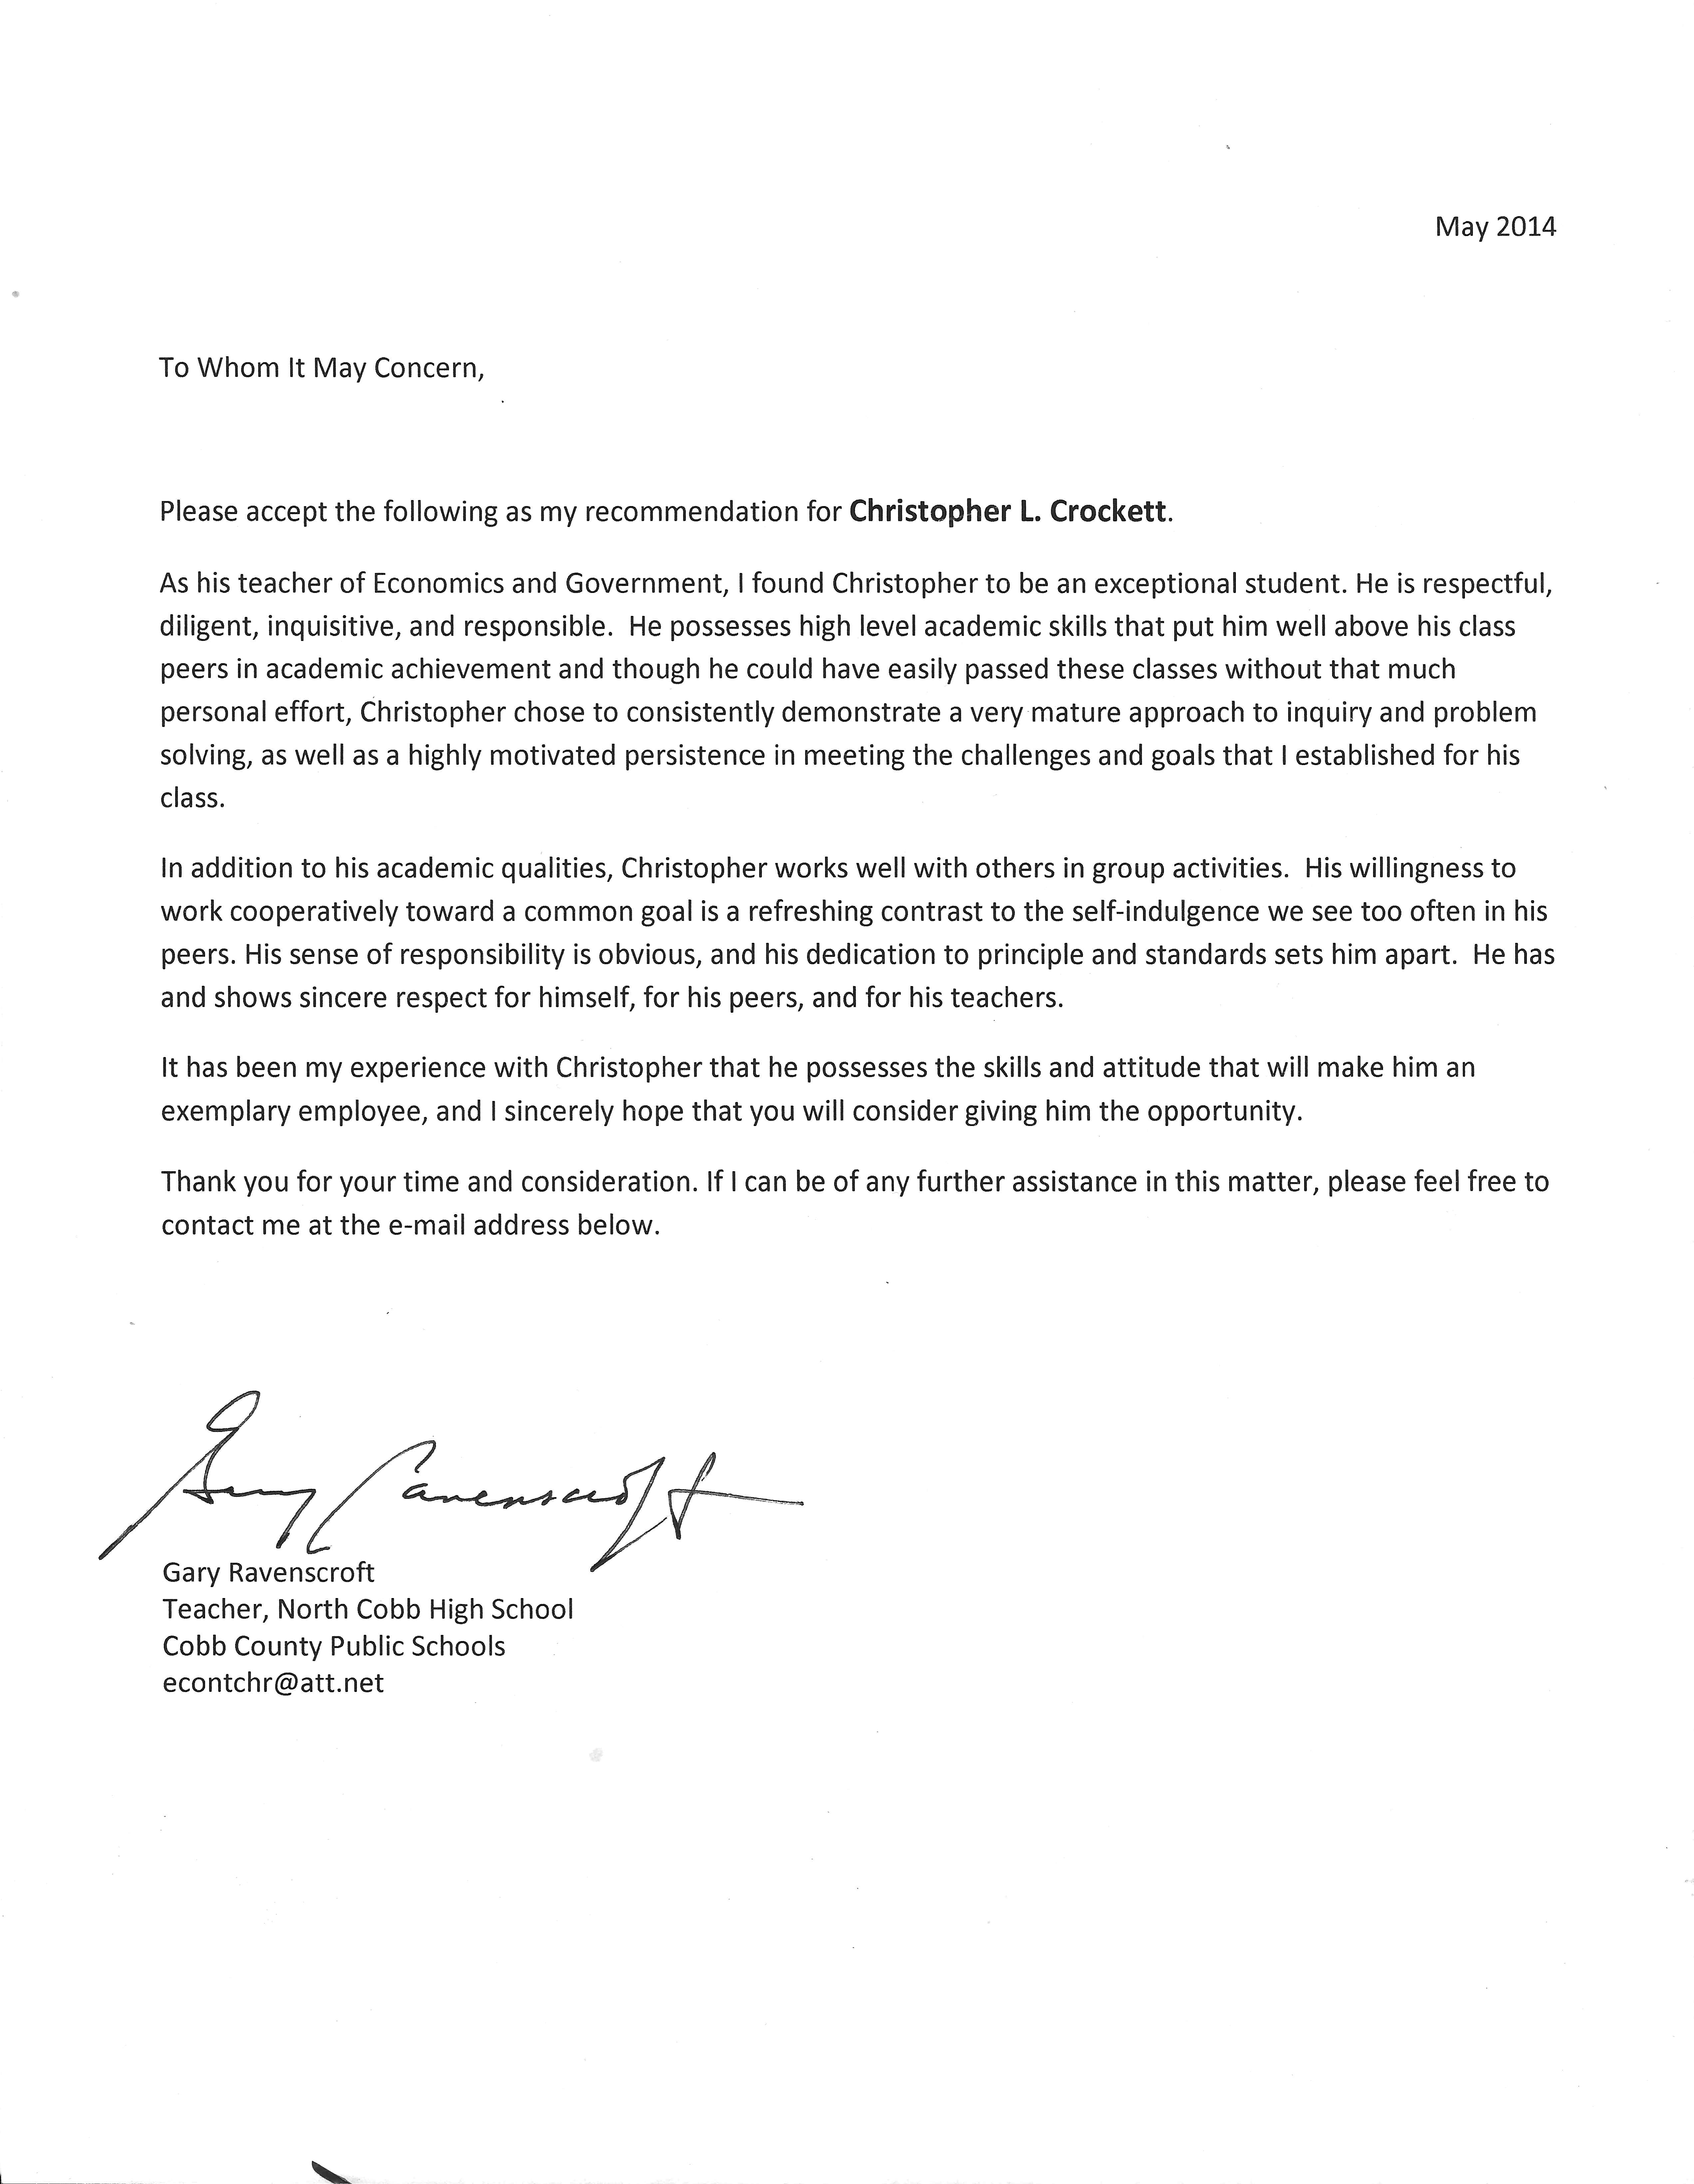 May 2014
To Whom It May Concern,
Please accept the following as my recommendation for Christopher L. Crockett.
As his teacher of Economics and Government, I found Christopher to be an exceptional student. He is respectful,
diligent, inquisitive, and responsible.  He possesses high level academic skills that put him well above his class
peers in academic achievement and though he could have easily passed these classes without that much
personal effort, Christopher chose to consistently demonstrate a very mature approach to inquiry and problem
solving, as well as a highly motivated persistence in meeting the challenges and goals that I established for his
class.
In addition to his academic qualities, Christopher works well with others in group activities.  His willingness to
work cooperatively toward a common goal is a refreshing contrast to the self-indulgence we see too often in his
peers. His sense of responsibility is obvious, and his dedication to principle and standards sets him apart.  He has
and shows sincere respect for himself, for his peers, and for his teachers.
It has been my experience with Christopher that he possesses the skills and attitude that will make him an
exemplary employee, and I sincerely hope that you will consider giving him the opportunity.
Thank you for your time and consideration. If I can be of any further assistance in this matter, please feel free to
contact me at the e-mail address below.
Gary Ravenscroft
Gary Ravenscroft
Teacher, North Cobb High School
Cobb County Public Schools
econtchr@att.net